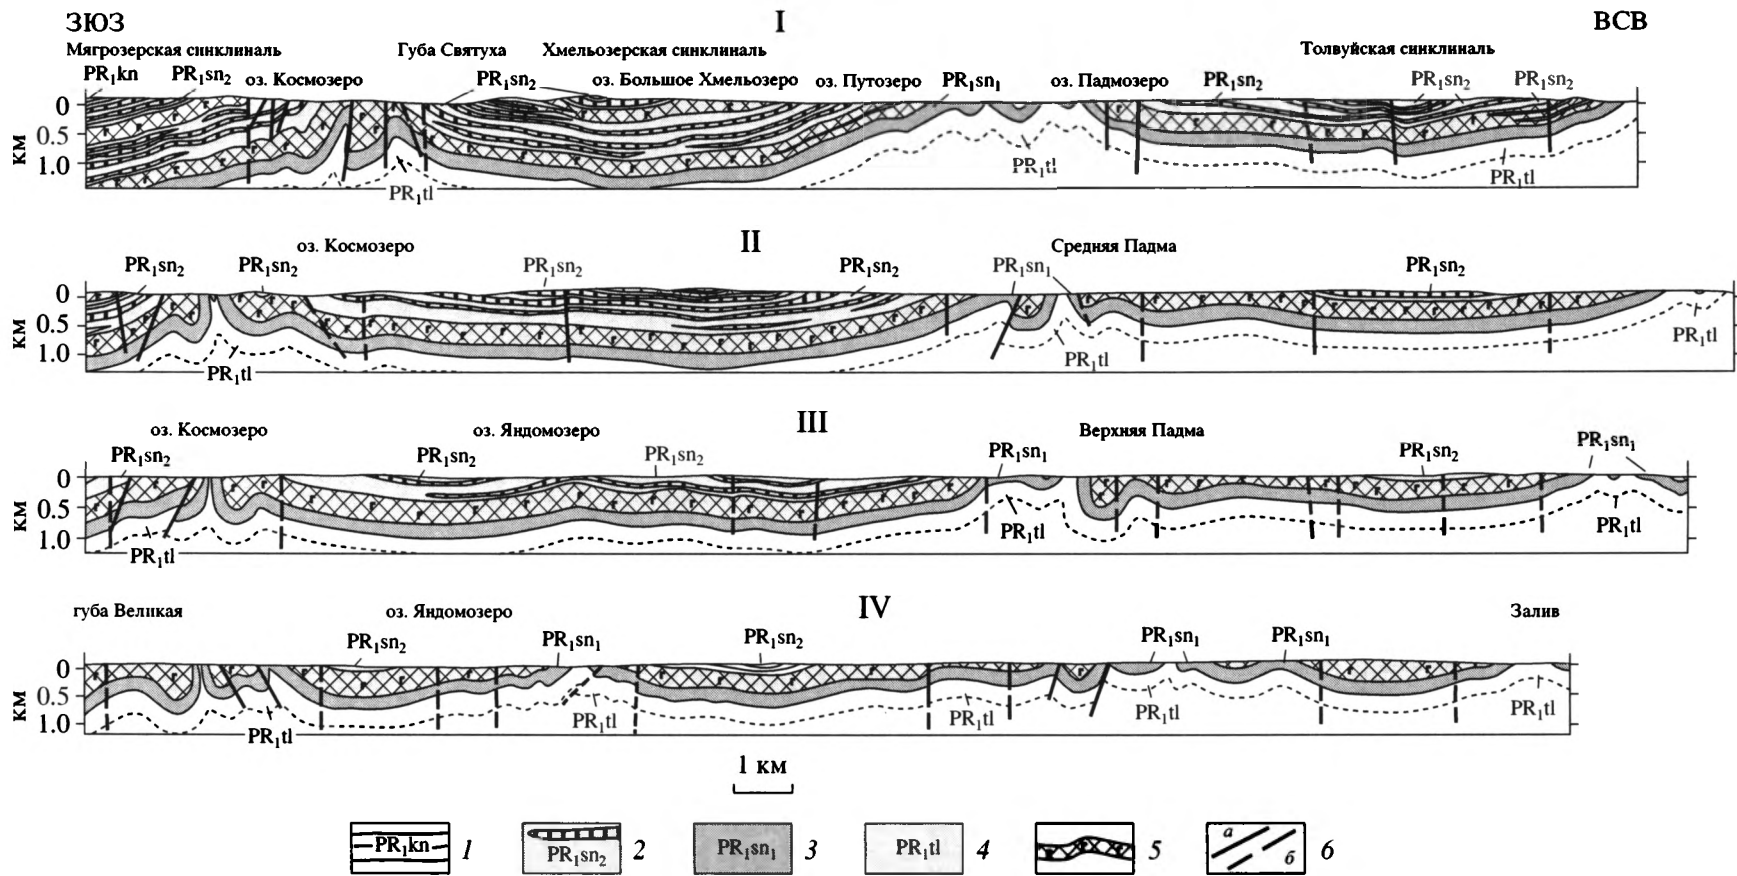 ЗЮЗ I ВСВ
Мягрозерская синклиналь Губа Святуха Хмельозерская синклиналь Толвуйская синклиналь
PR₁kn PR₁sn₂ оз. Космозеро PR₁sn₂ оз. Большое Хмельозеро оз. Путозеро PR₁sn₁ оз. Падмозеро PR₁sn₂ PR₁sn₂ PR₁sn₂
0
0.5
1.0
км
PR₁tl PR₁tl PR₁tl
II
оз. Космозеро Средняя Падма
PR₁sn₂ PR₁sn₂ PR₁sn₂ PR₁sn₂ PR₁sn₁ PR₁sn₂
0
0.5
1.0
км
PR₁tl PR₁tl PR₁tl
III
оз. Космозеро оз. Яндомозеро Верхняя Падма
PR₁sn₂ PR₁sn₂ PR₁sn₂ PR₁sn₁ PR₁sn₂ PR₁sn₁
0
0.5
1.0
км
PR₁tl PR₁tl PR₁tl
IV
губа Великая оз. Яндомозеро Залив
PR₁sn₂ PR₁sn₁ PR₁sn₂ PR₁sn₁ PR₁sn₁
0
0.5
1.0
км
PR₁tl PR₁tl PR₁tl PR₁tl PR₁tl
1 км
PR₁kn 1 PR₁sn₂ 2 PR₁sn₁ 3 PR₁tl 4 5 а б 6